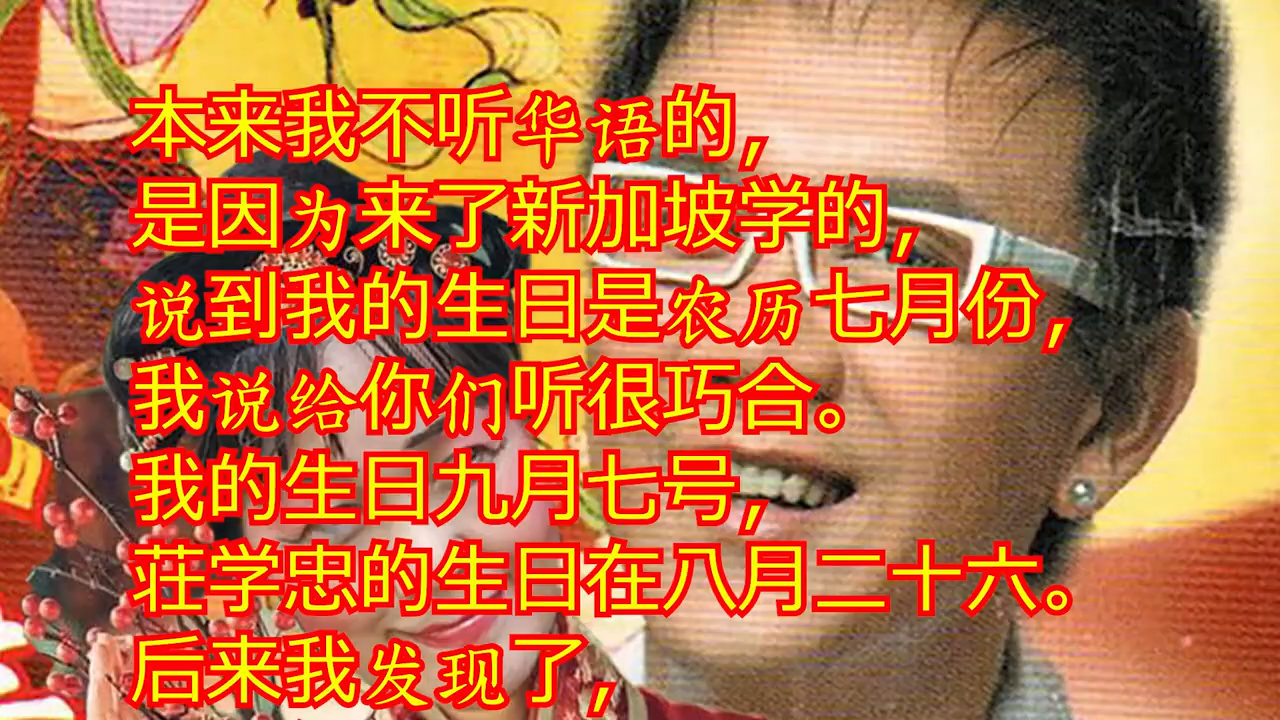 本来我不听华语的，
是因为来了新加坡学的，
说到我的生日是农历七月份，
我说给你们听很巧合。
我的生日九月七号，
荘学忠的生日在八月二十六。
后来我发现了，